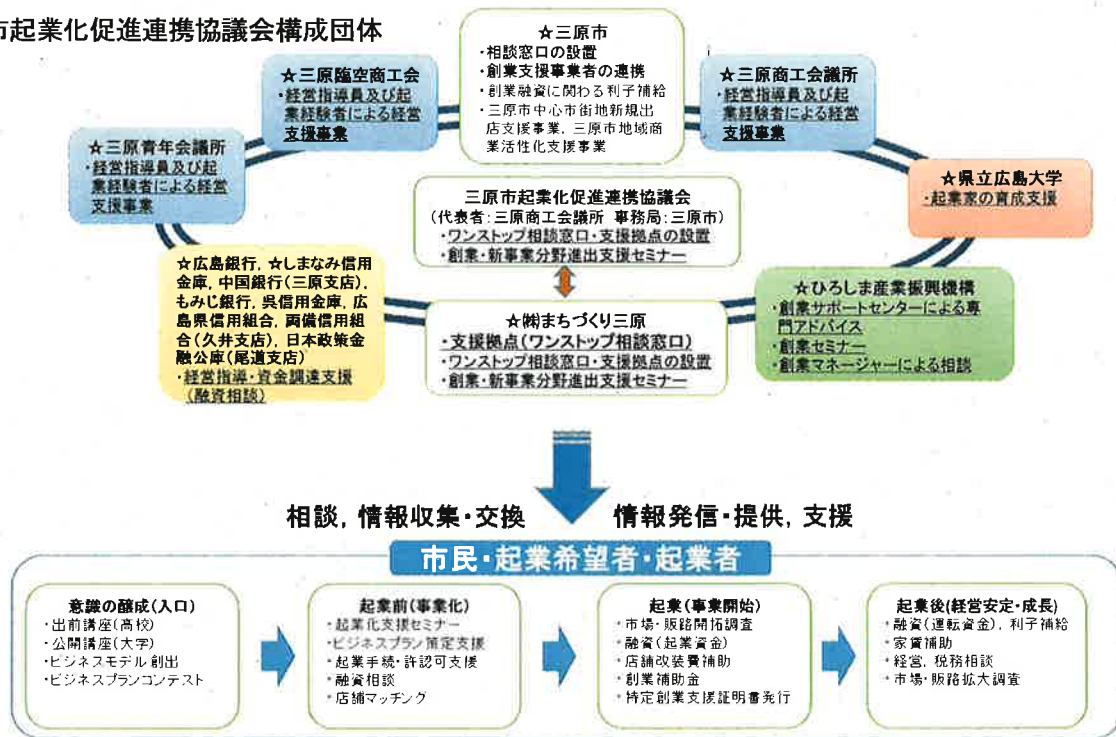 市起業化促進連携協議会構成団体
☆三原市
・相談窓口の設置
・創業支援事業者の連携
・創業融資に関わる利子補給
・三原市中心市街地新規出
店支援事業，三原市地域商
業活性化支援事業
☆三原臨空商工会
・経営指導員及び起
業経験者による経営
支援事業
☆三原商工会議所
・経営指導員及び起
業経験者による経営
支援事業
☆三原青年会議所
・経営指導員及び起
業経験者による経営
支援事業
☆県立広島大学
・起業家の育成支援
三原市起業化促進連携協議会
(代表者：三原商工会議所 事務局：三原市)
・ワンストップ相談窓口・支援拠点の設置
・創業・新事業分野進出支援セミナー
☆広島銀行，☆しまなみ信用
金庫，中国銀行(三原支店)，
もみじ銀行，呉信用金庫，広
島県信用組合，両備信用組
合(久井支店)，日本政策金
融公庫(尾道支店)
・経営指導・資金調達支援
(融資相談)
☆㈱まちづくり三原
・支援拠点(ワンストップ相談窓口)
・ワンストップ相談窓口・支援拠点の設置
・創業・新事業分野進出支援セミナー
☆ひろしま産業振興機構
・創業サポートセンターによる専
門アドバイス
・創業セミナー
・創業マネージャーによる相談
相談，情報収集・交換 情報発信・提供，支援
市民・起業希望者・起業者
意識の醸成(入口)
・出前講座(高校)
・公開講座(大学)
・ビジネスモデル創出
・ビジネスプランコンテスト
起業前(事業化)
・起業化支援セミナー
・ビジネスプラン策定支援
・起業手続・許認可支援
・融資相談
・店舗マッチング
起業(事業開始)
・市場・販路開拓調査
・融資(起業資金)
・店舗改装費補助
・創業補助金
・特定創業支援証明書発行
起業後(経営安定・成長)
・融資(運転資金)，利子補給
・家賃補助
・経営，税務相談
・市場・販路拡大調査